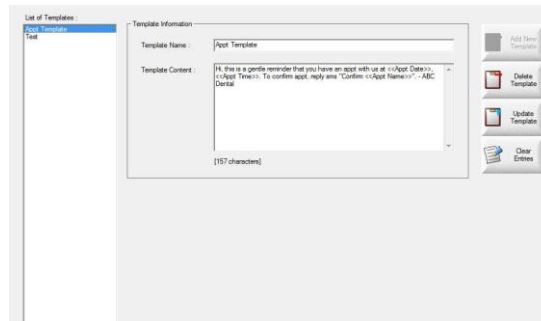 List of Templates :
Appt Template
Test
Template Information
Template Name :
Appt Template
Template Content :
Hi, this is a gentle reminder that you have an appt with us at <<Appt Date>>,
<<Appt Time>>. To confirm appt, reply sms "Confirm <<Appt Name>>". - ABC
Dental
[157 characters]
Add New
Template
Delete
Template
Update
Template
Clear
Entries